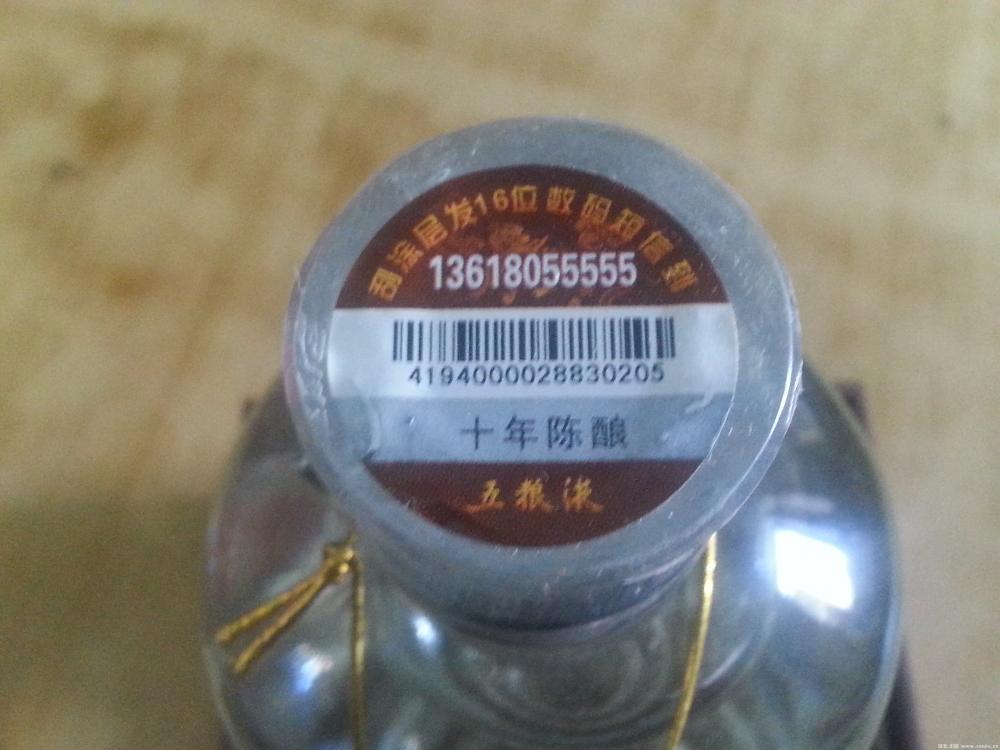 刮涂层发16位数码短信到
13618055555
4194000028830205
十年陈酿
五粮液